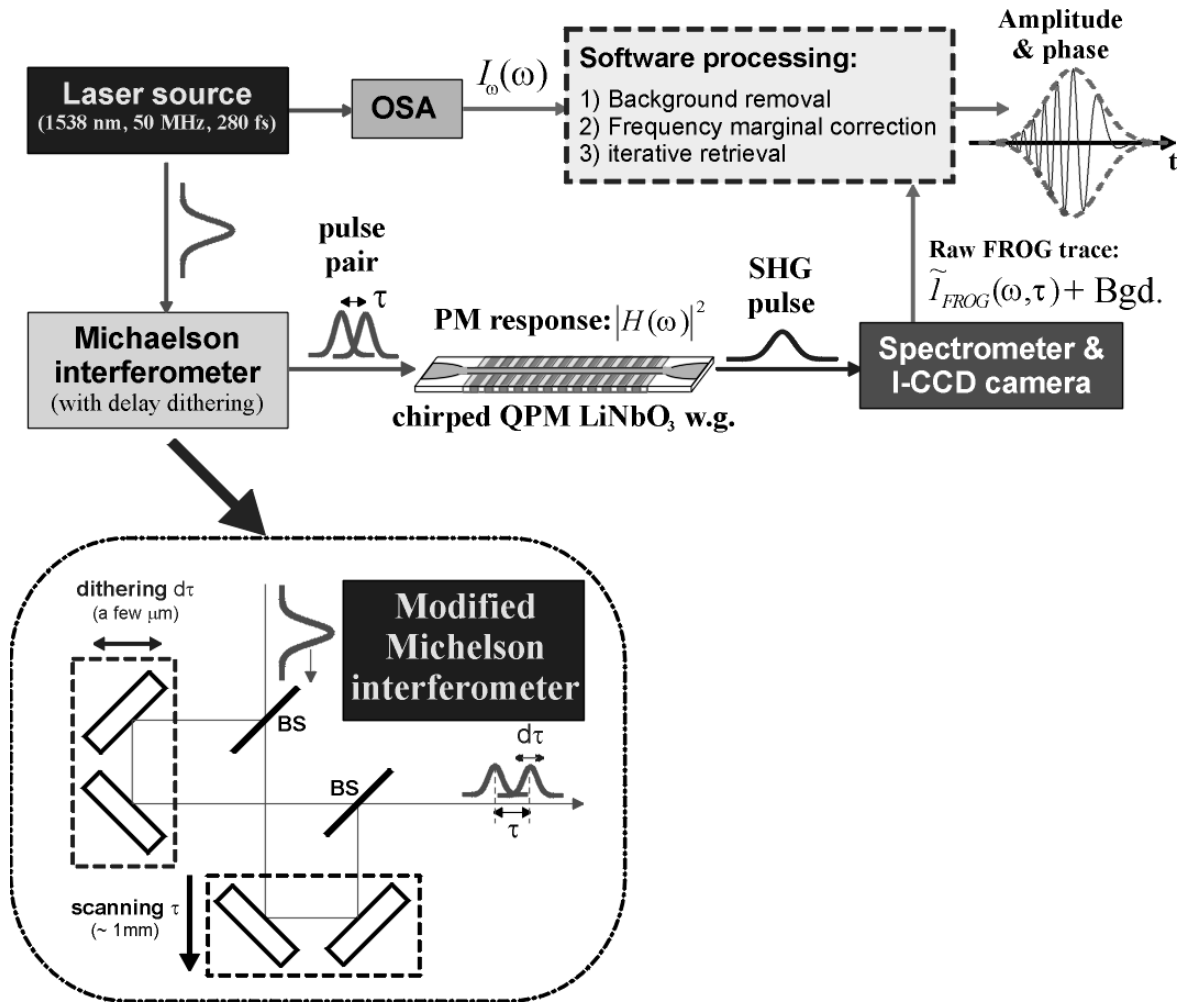 Laser source
(1538 nm, 50 MHz, 280 fs)
OSA
I_ω(ω)
Software processing:
1) Background removal
2) Frequency marginal correction
3) iterative retrieval
Amplitude
& phase
t
pulse
pair
τ
Michaelson
interferometer
(with delay dithering)
PM response: |H(ω)|²
chirped QPM LiNbO₃ w.g.
SHG
pulse
Raw FROG trace:
Ĩ_FROG(ω,τ) + Bgd.
Spectrometer &
I-CCD camera
dithering dτ
(a few μm)
BS
Modified
Michelson
interferometer
BS
dτ
τ
scanning τ
(~ 1mm)